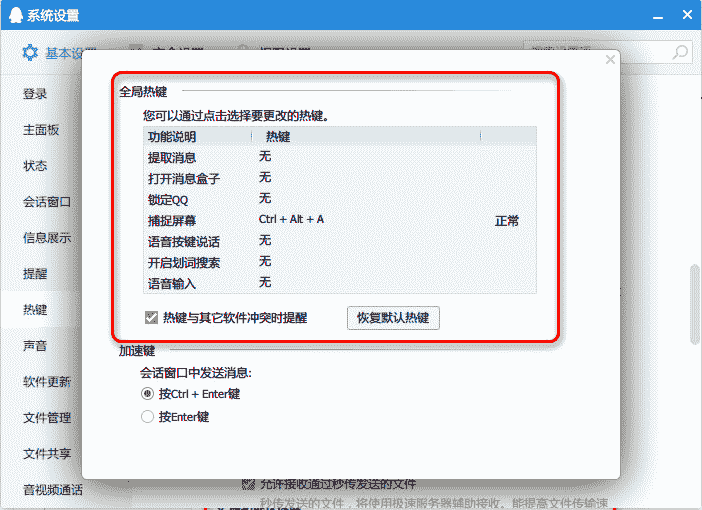 系统设置
基本设置
登录
主面板
状态
会话窗口
信息展示
提醒
热键
声音
软件更新
文件管理
文件共享
音视频通话
全局热键
您可以通过点击选择要更改的热键。
功能说明 热键
提取消息 无
打开消息盒子 无
锁定QQ 无
捕捉屏幕 Ctrl + Alt + A 正常
语音按键说话 无
开启划词搜索 无
语音输入 无
热键与其它软件冲突时提醒 恢复默认热键
加速键
会话窗口中发送消息:
按Ctrl + Enter键
按Enter键
允许接收通过秒传发送的文件
秒传发送的文件，将使用极速服务器辅助接收。能提高文件传输速